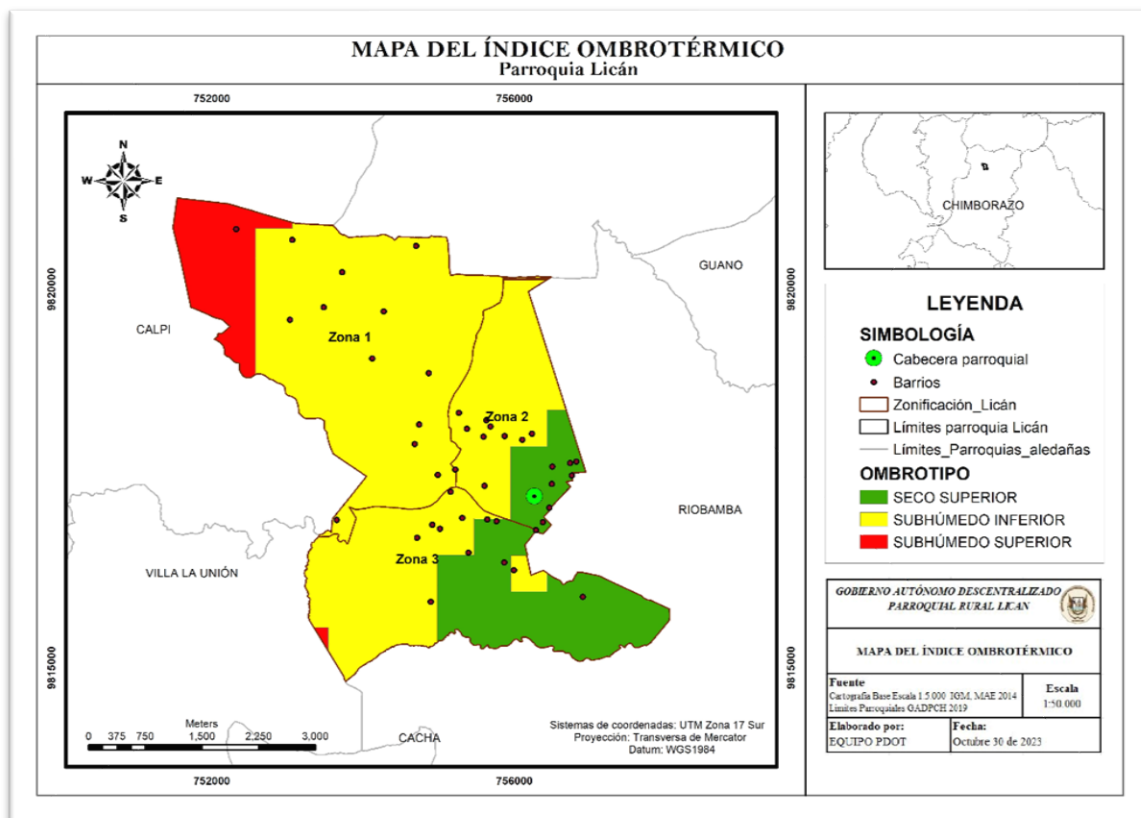 MAPA DEL ÍNDICE OMBROTÉRMICO
Parroquia Licán
752000
756000
N
W
E
S
9820000
9820000
GUANO
CALPI
Zona 1
Zona 2
RIOBAMBA
VILLA LA UNIÓN
Zona 3
9815000
9815000
Meters
0 375 750 1,500 2,250 3,000
CACHA
Sistemas de coordenadas: UTM Zona 17 Sur
Proyección: Transversa de Mercator
Datum: WGS1984
752000
756000
CHIMBORAZO
LEYENDA
SIMBOLOGÍA
Cabecera parroquial
Barrios
Zonificación_Licán
Límites parroquia Licán
Límites_Parroquias_aledañas
OMBROTIPO
SECO SUPERIOR
SUBHÚMEDO INFERIOR
SUBHÚMEDO SUPERIOR
GOBIERNO AUTÓNOMO DESCENTRALIZADO
PARROQUIAL RURAL LICAN
MAPA DEL ÍNDICE OMBROTÉRMICO
Fuente
Cartografía Base Escala 1:5.000 IGM, MAE 2014
Limites Parroquiales GADPCH 2019
Escala
1:50.000
Elaborado por:
EQUIPO PDOT
Fecha:
Octubre 30 de 2023